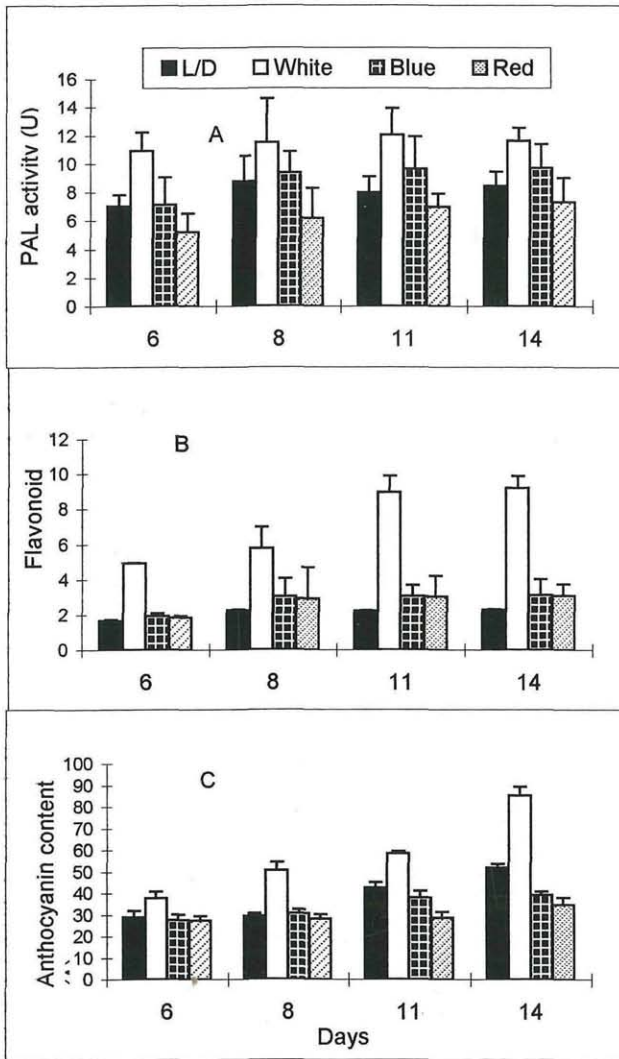 L/D White Blue Red
A
PAL activity (U)
16
14
12
10
8
6
4
2
0
6 8 11 14
B
Flavonoid
12
10
8
6
4
2
0
6 8 11 14
C
Anthocyanin content
100
90
80
70
60
50
40
30
20
10
0
6 8 11 14
Days